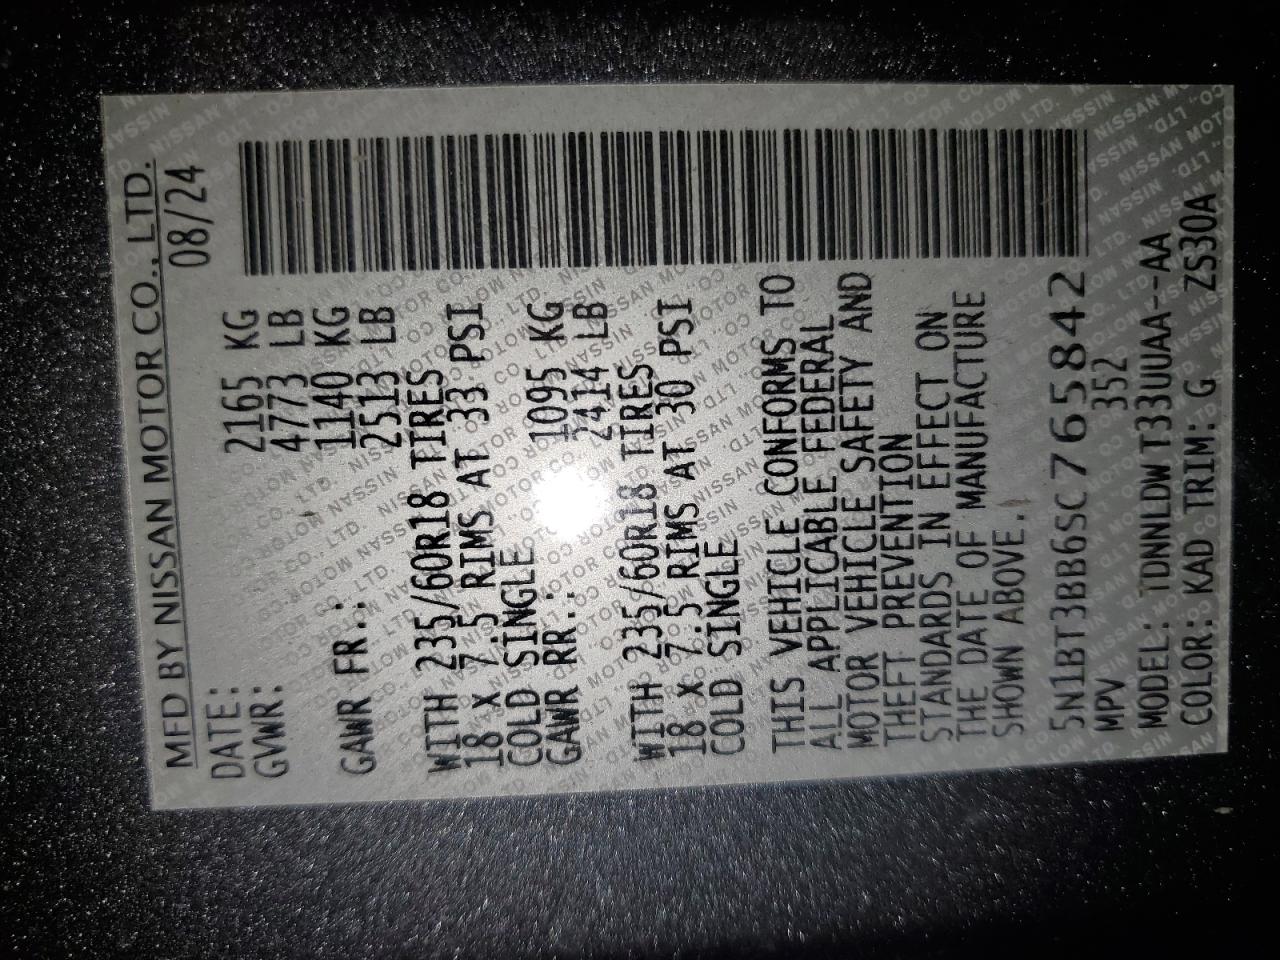 MFD BY NISSAN MOTOR CO., LTD.
DATE: 08/24
GVWR: 2165 KG
4773 LB
GAWR FR.: 1140 KG
2513 LB
WITH 235/60R18 TIRES
18 X 7.5 RIMS AT 33 PSI
COLD SINGLE
GAWR RR.: 1095 KG
2414 LB
WITH 235/60R18 TIRES
18 X 7.5 RIMS AT 30 PSI
COLD SINGLE
THIS VEHICLE CONFORMS TO
ALL APPLICABLE FEDERAL
MOTOR VEHICLE SAFETY AND
THEFT PREVENTION
STANDARDS IN EFFECT ON
THE DATE OF MANUFACTURE
SHOWN ABOVE.
5N1BT3BB6SC765842
MPV 352
MODEL: TDNNLDWT33UUAA--AA
COLOR: KAD TRIM: G ZS30A